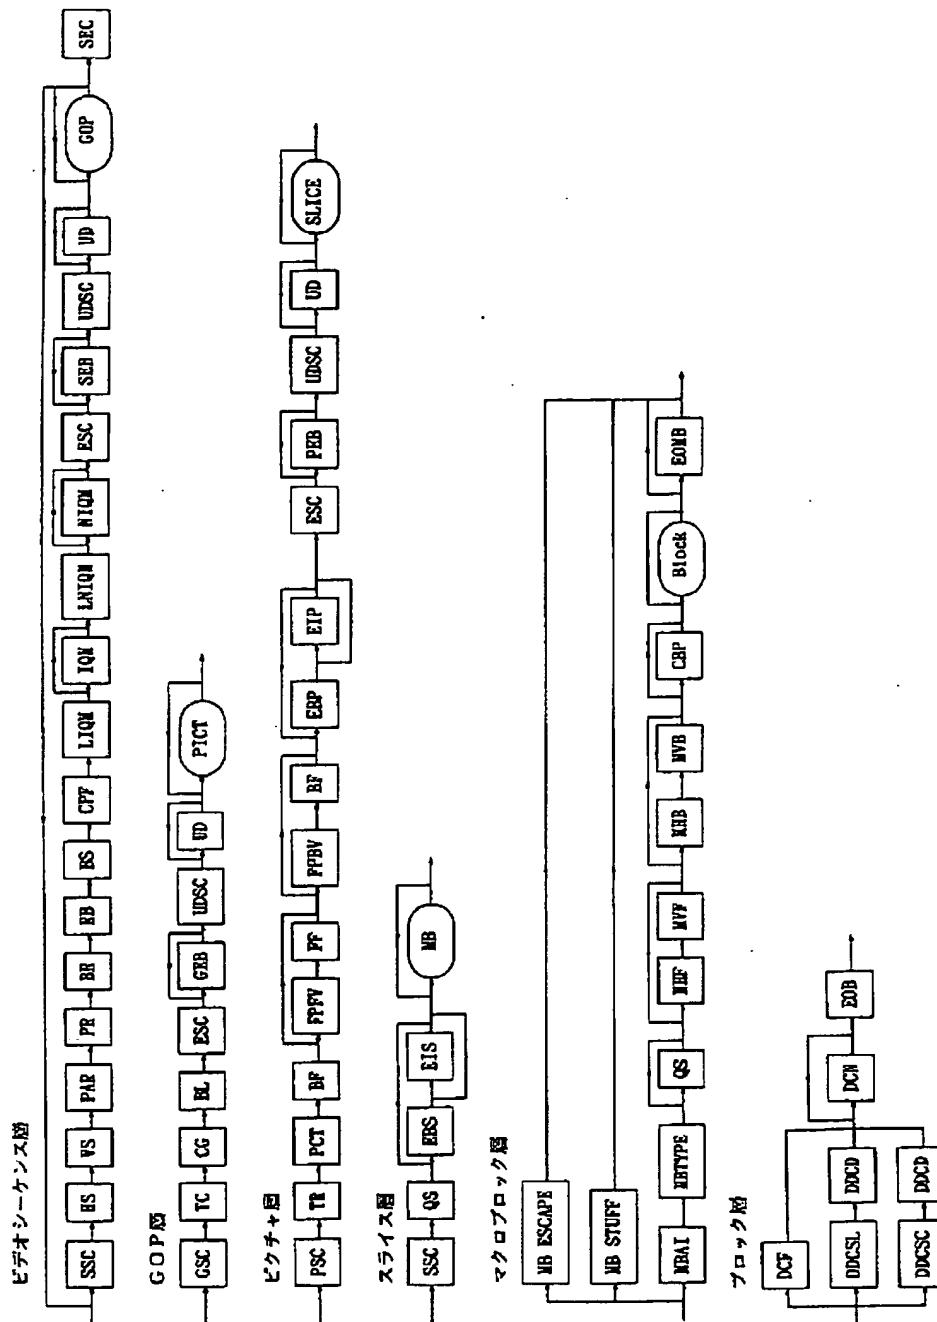 ビデオシーケンス層
SSC HS VS PAR PR BR RB BS CPF LIQM IQM LNIQM NIQM ESC SEB UDSC UD GOP SEC
GOP層
GSC TC CG BL ESC GEB UDSC UD PICT
ピクチャ層
PSC TR PCT BF FPFV FF FPBV BF EBP EIP ESC PEB UDSC UD SLICE
スライス層
SSC QS EBS EIS MB
マクロブロック層
MB ESCAPE
MB STUFF
MBAI MBTYPE QS MHF MVF MHB MVB CBP Block EOMB
ブロック層
DCF
DDCSL DDCD DCN EOB
DDCSC DDCD